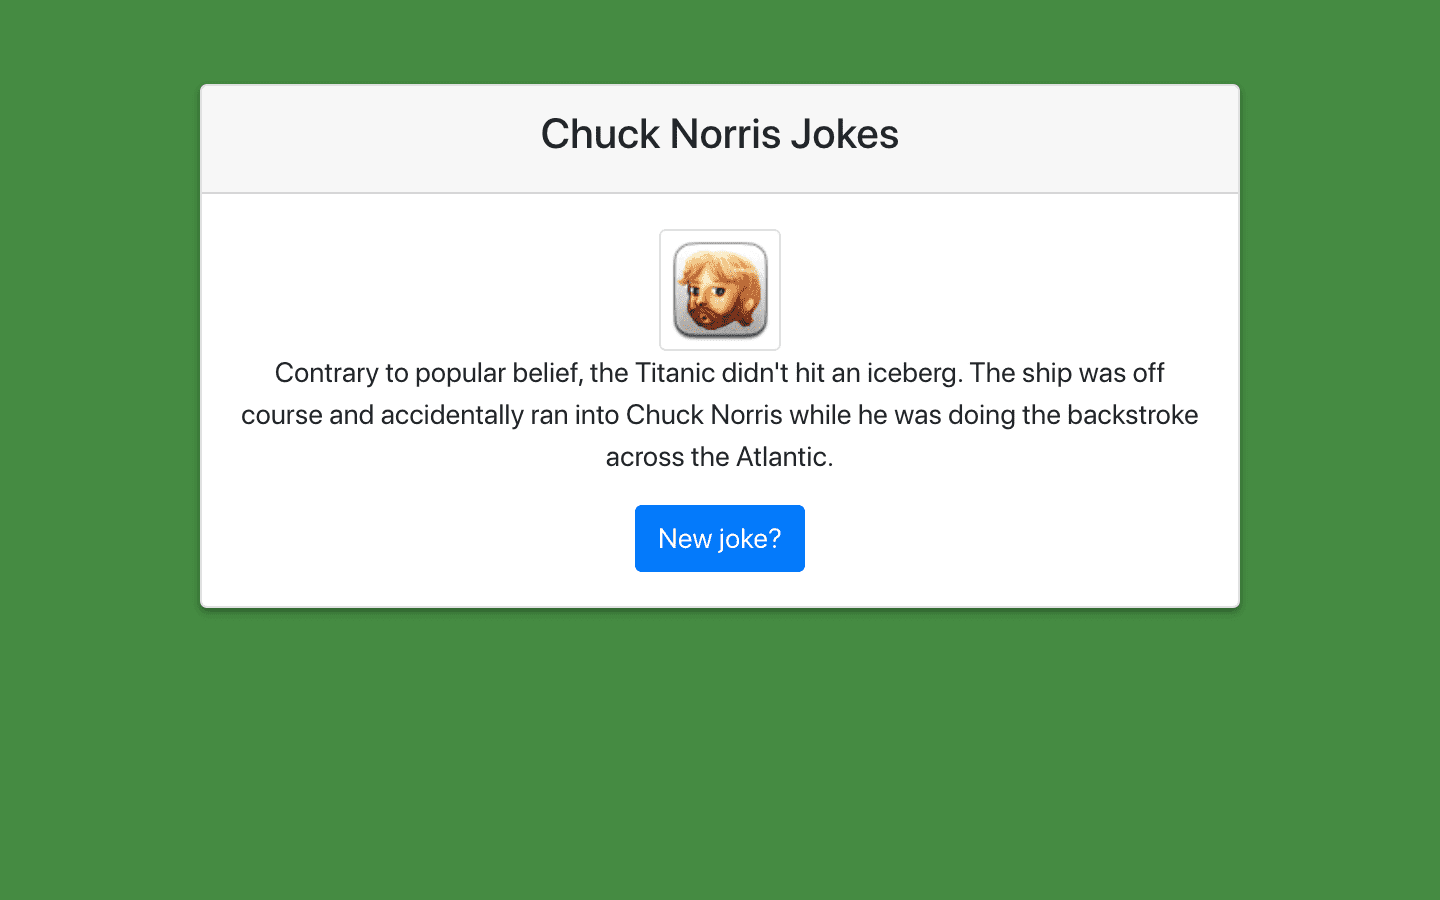 Chuck Norris Jokes
Contrary to popular belief, the Titanic didn't hit an iceberg. The ship was off
course and accidentally ran into Chuck Norris while he was doing the backstroke
across the Atlantic.
New joke?